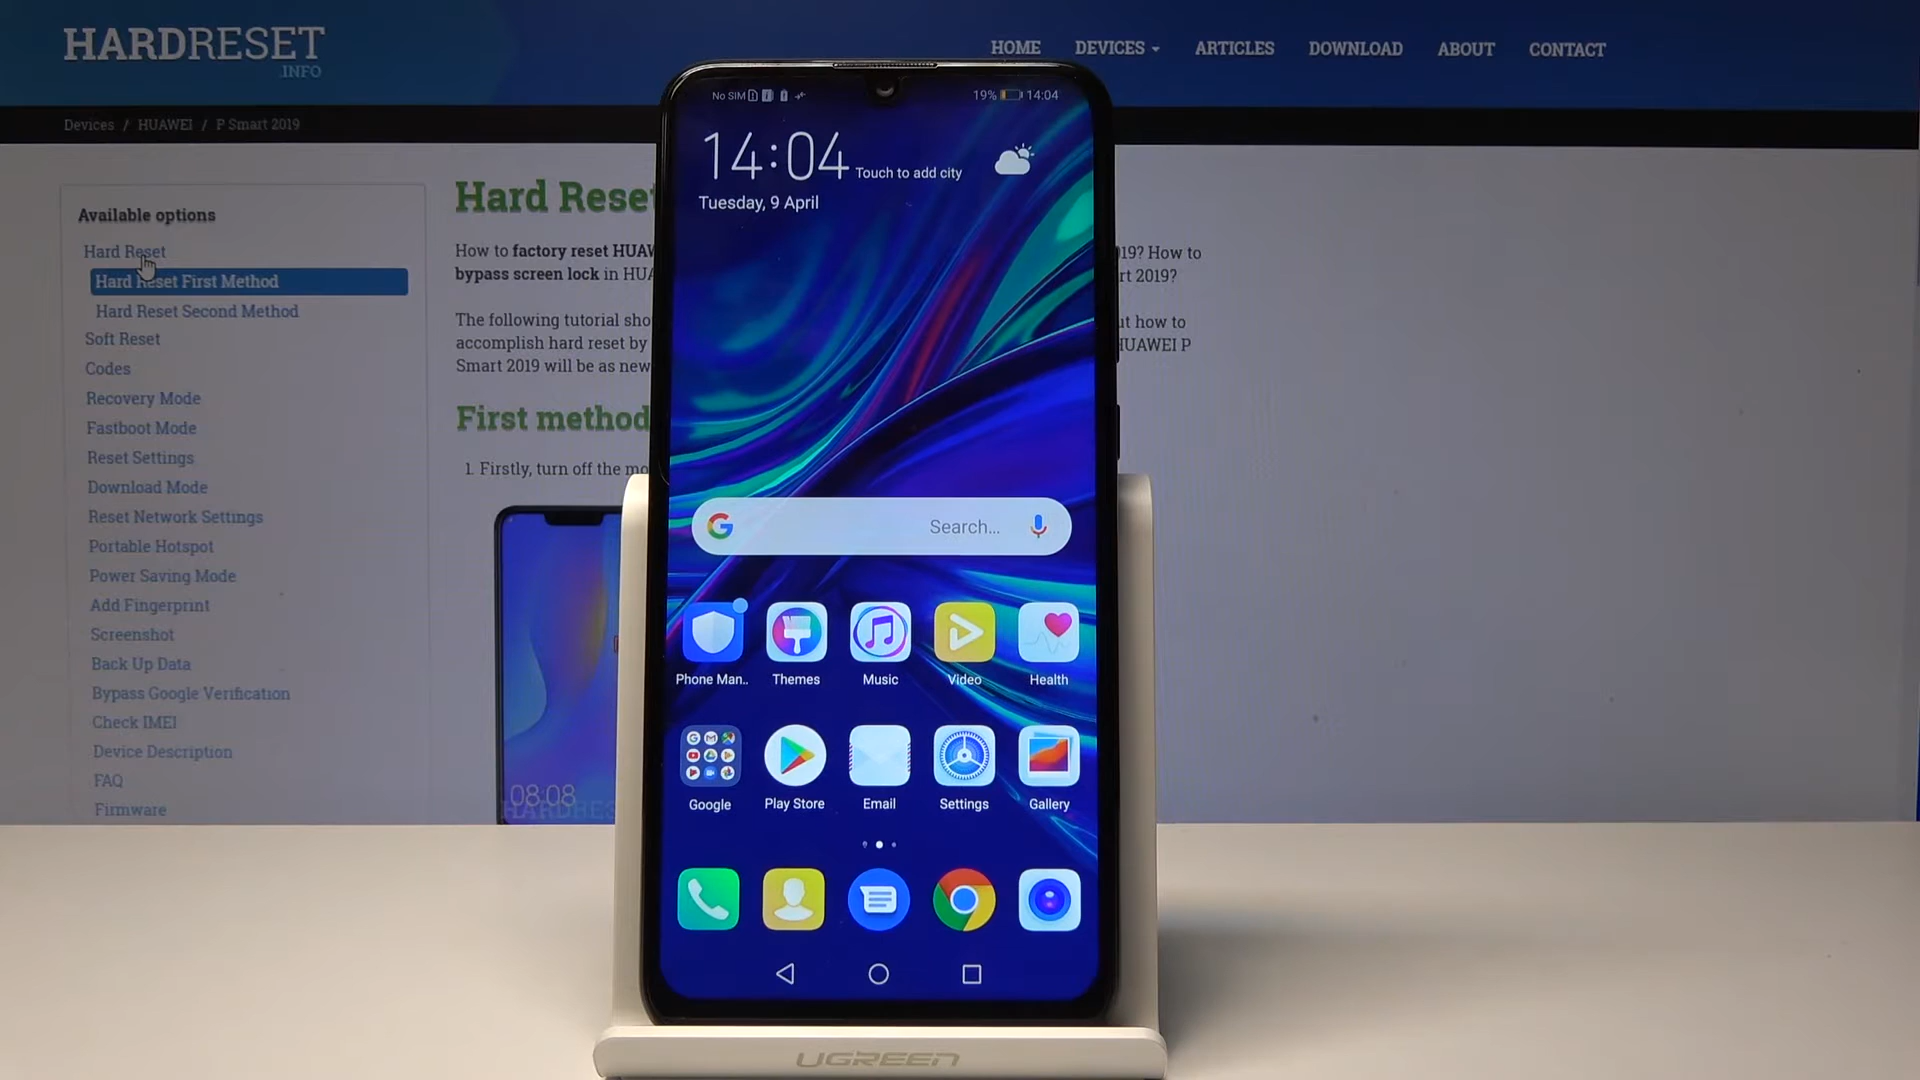 HARDRESET
.INFO
HOME DEVICES ARTICLES DOWNLOAD ABOUT CONTACT
Devices / HUAWEI / P Smart 2019
Available options
Hard Reset
Hard Reset First Method
Hard Reset Second Method
Soft Reset
Codes
Recovery Mode
Fastboot Mode
Reset Settings
Download Mode
Reset Network Settings
Portable Hotspot
Power Saving Mode
Add Fingerprint
Screenshot
Back Up Data
Bypass Google Verification
Check IMEI
Device Description
FAQ
Firmware
Hard Reset
How to factory reset HUAW 19? How to
bypass screen lock in HUA rt 2019?
The following tutorial sho ut how to
accomplish hard reset by HUAWEI P
Smart 2019 will be as new
First method
1. Firstly, turn off the mo
08:08
HARDRES
No SIM 19% 14:04
14:04 Touch to add city
Tuesday, 9 April
Search...
Phone Man.. Themes Music Video Health
Google Play Store Email Settings Gallery
UGREEN